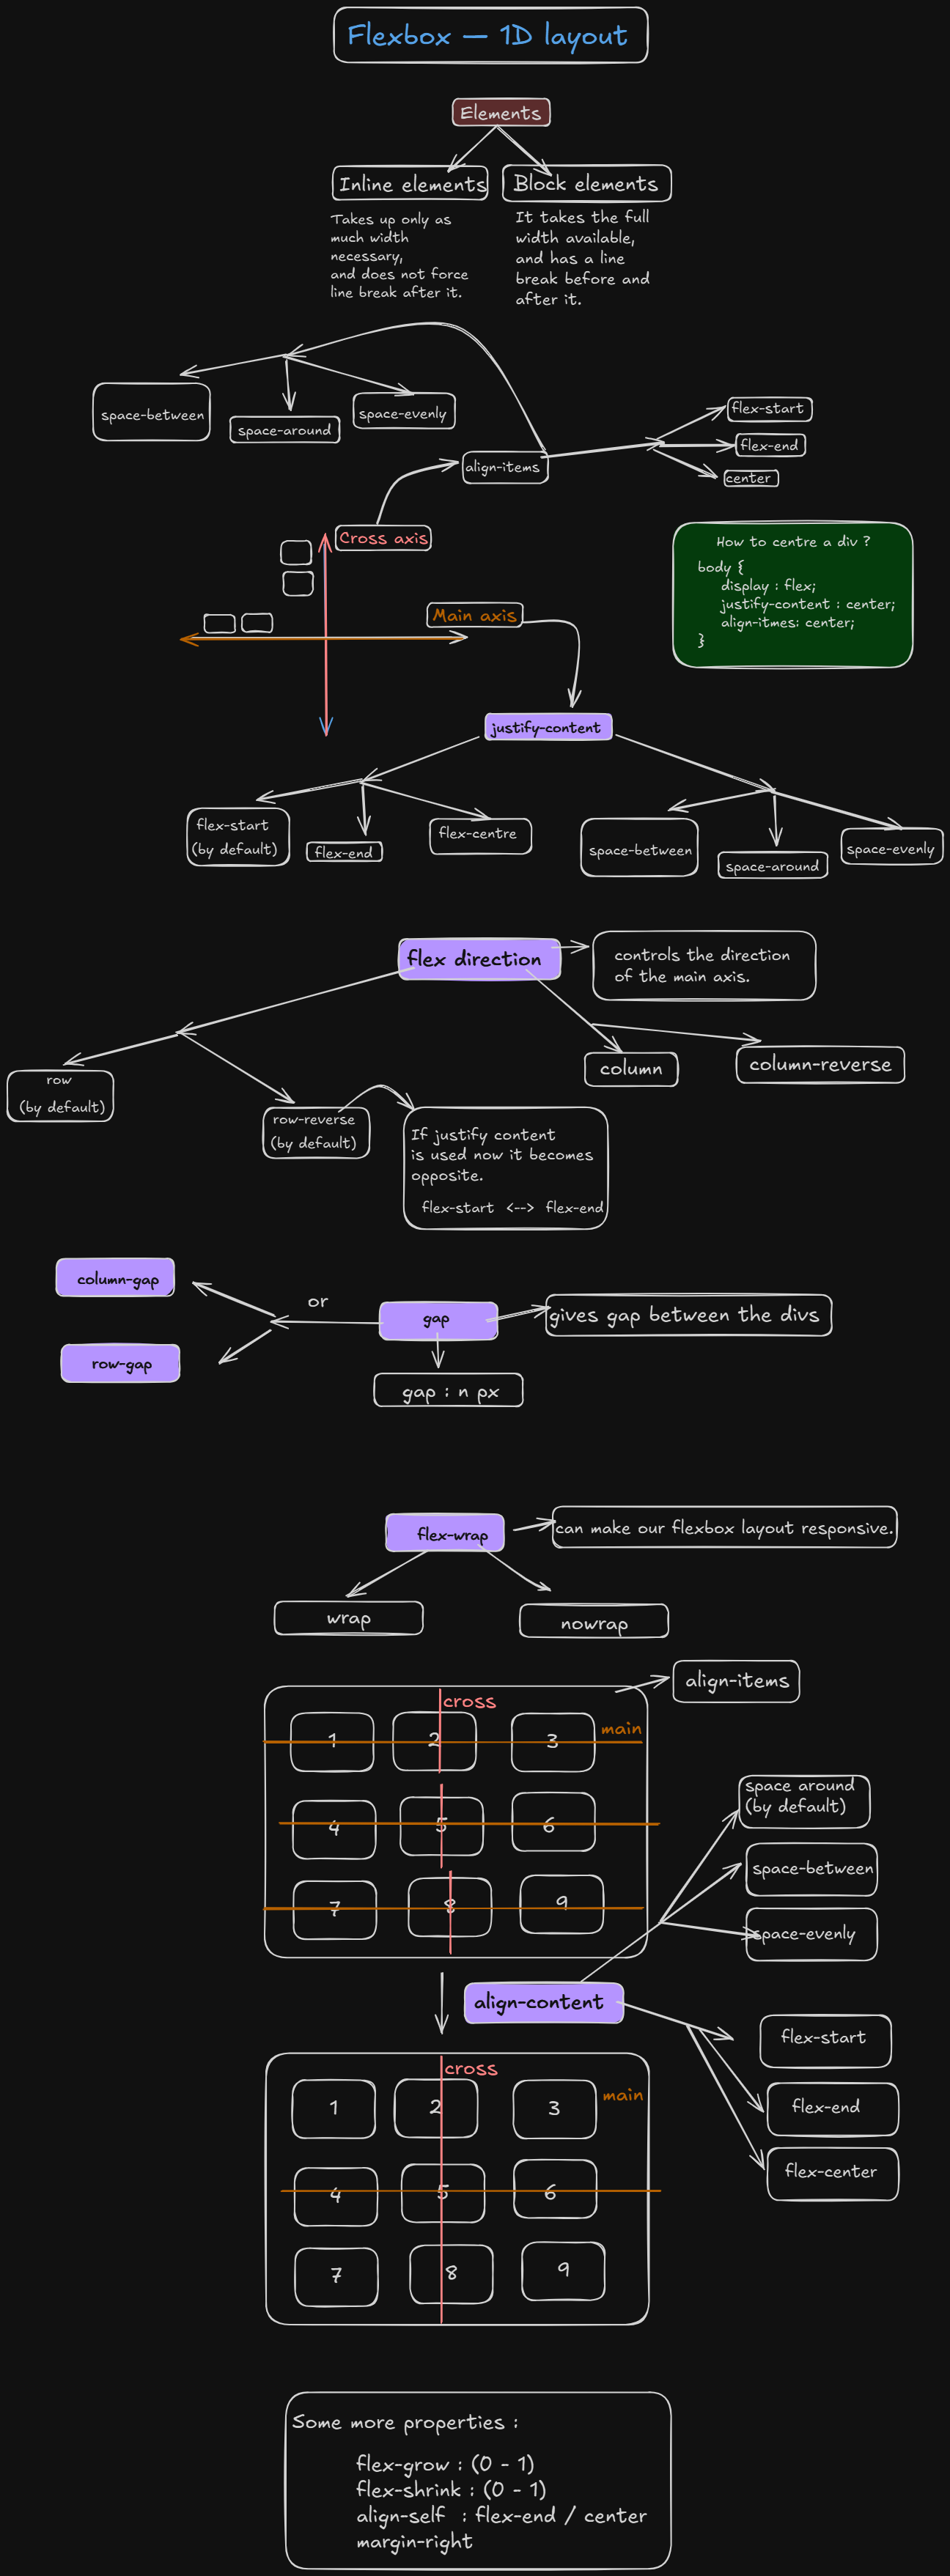 Flexbox — 1D layout
Elements
Inline elements
Block elements
Takes up only as
much width
necessary,
and does not force
line break after it.
It takes the full
width available,
and has a line
break before and
after it.
space-between
space-around
space-evenly
align-items
flex-start
flex-end
center
Cross axis
Main axis
How to centre a div ?
body {
display : flex;
justify-content : center;
align-itmes: center;
}
justify-content
flex-start
(by default)
flex-end
flex-centre
space-between
space-around
space-evenly
flex direction
controls the direction
of the main axis.
row
(by default)
row-reverse
(by default)
column
column-reverse
If justify content
is used now it becomes
opposite.
flex-start <--> flex-end
column-gap
row-gap
or
gap
gives gap between the divs
gap : n px
flex-wrap
can make our flexbox layout responsive.
wrap
nowrap
align-items
cross
main
1
2
3
4
5
6
7
8
9
space around
(by default)
space-between
space-evenly
align-content
flex-start
flex-end
flex-center
cross
main
1
2
3
4
5
6
7
8
9
Some more properties :
flex-grow : (0 - 1)
flex-shrink : (0 - 1)
align-self : flex-end / center
margin-right